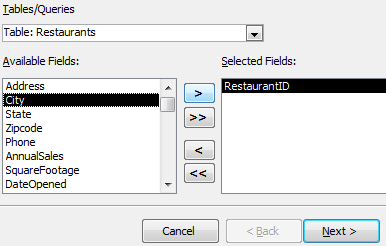 Tables/Queries
Table: Restaurants
Available Fields: Selected Fields:
Address > RestaurantID
City
State >>
Zipcode
Phone
AnnualSales <
SquareFootage
DateOpened <<
Cancel < Back Next >